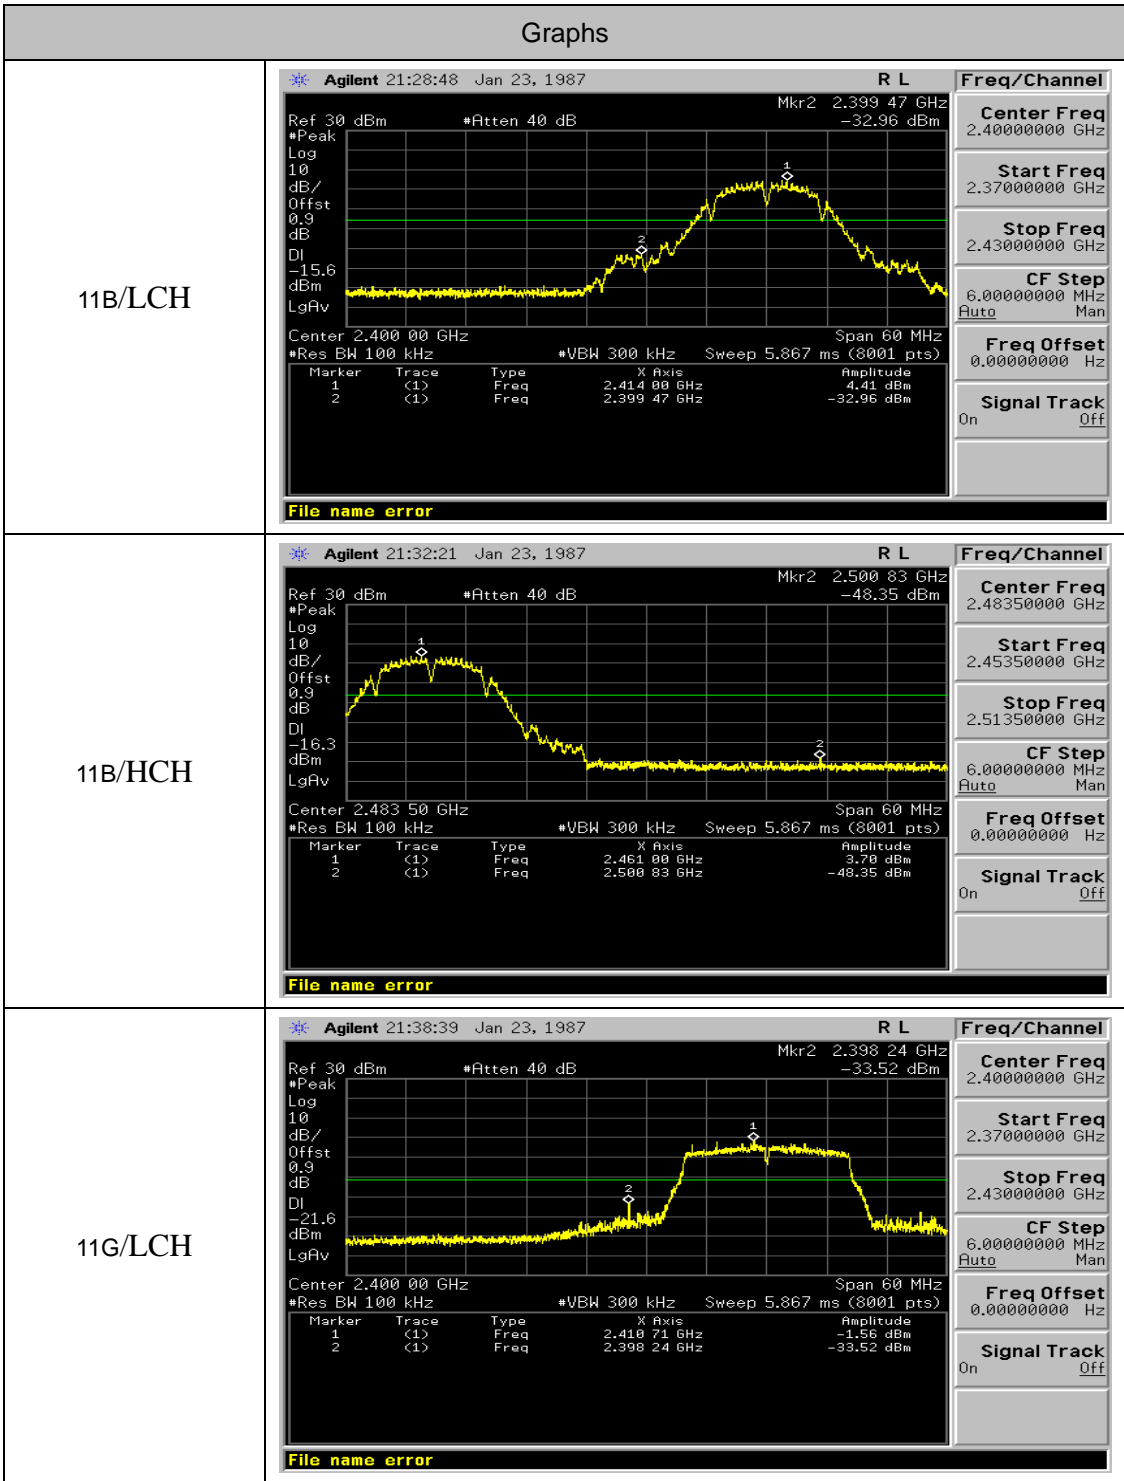 Graphs
11B/LCH
Agilent 21:28:48 Jan 23, 1987 R L Freq/Channel
Mkr2 2.399 47 GHz
Ref 30 dBm #Atten 40 dB -32.96 dBm
#Peak
Log
10
dB/
Offst
0.9
dB
DI
-15.6
dBm
LgAv
1
2
Center 2.400 00 GHz Span 60 MHz
#Res BW 100 kHz #VBW 300 kHz Sweep 5.867 ms (8001 pts)
Marker Trace Type X Axis Amplitude
1 (1) Freq 2.414 00 GHz 4.41 dBm
2 (1) Freq 2.399 47 GHz -32.96 dBm
File name error
Center Freq
2.40000000 GHz
Start Freq
2.37000000 GHz
Stop Freq
2.43000000 GHz
CF Step
6.00000000 MHz
Auto Man
Freq Offset
0.00000000 Hz
Signal Track
On Off
11B/HCH
Agilent 21:32:21 Jan 23, 1987 R L Freq/Channel
Mkr2 2.500 83 GHz
Ref 30 dBm #Atten 40 dB -48.35 dBm
#Peak
Log
10
dB/
Offst
0.9
dB
DI
-16.3
dBm
LgAv
1
2
Center 2.483 50 GHz Span 60 MHz
#Res BW 100 kHz #VBW 300 kHz Sweep 5.867 ms (8001 pts)
Marker Trace Type X Axis Amplitude
1 (1) Freq 2.461 00 GHz 3.70 dBm
2 (1) Freq 2.500 83 GHz -48.35 dBm
File name error
Center Freq
2.48350000 GHz
Start Freq
2.45350000 GHz
Stop Freq
2.51350000 GHz
CF Step
6.00000000 MHz
Auto Man
Freq Offset
0.00000000 Hz
Signal Track
On Off
11G/LCH
Agilent 21:38:39 Jan 23, 1987 R L Freq/Channel
Mkr2 2.398 24 GHz
Ref 30 dBm #Atten 40 dB -33.52 dBm
#Peak
Log
10
dB/
Offst
0.9
dB
DI
-21.6
dBm
LgAv
1
2
Center 2.400 00 GHz Span 60 MHz
#Res BW 100 kHz #VBW 300 kHz Sweep 5.867 ms (8001 pts)
Marker Trace Type X Axis Amplitude
1 (1) Freq 2.410 71 GHz -1.56 dBm
2 (1) Freq 2.398 24 GHz -33.52 dBm
File name error
Center Freq
2.40000000 GHz
Start Freq
2.37000000 GHz
Stop Freq
2.43000000 GHz
CF Step
6.00000000 MHz
Auto Man
Freq Offset
0.00000000 Hz
Signal Track
On Off